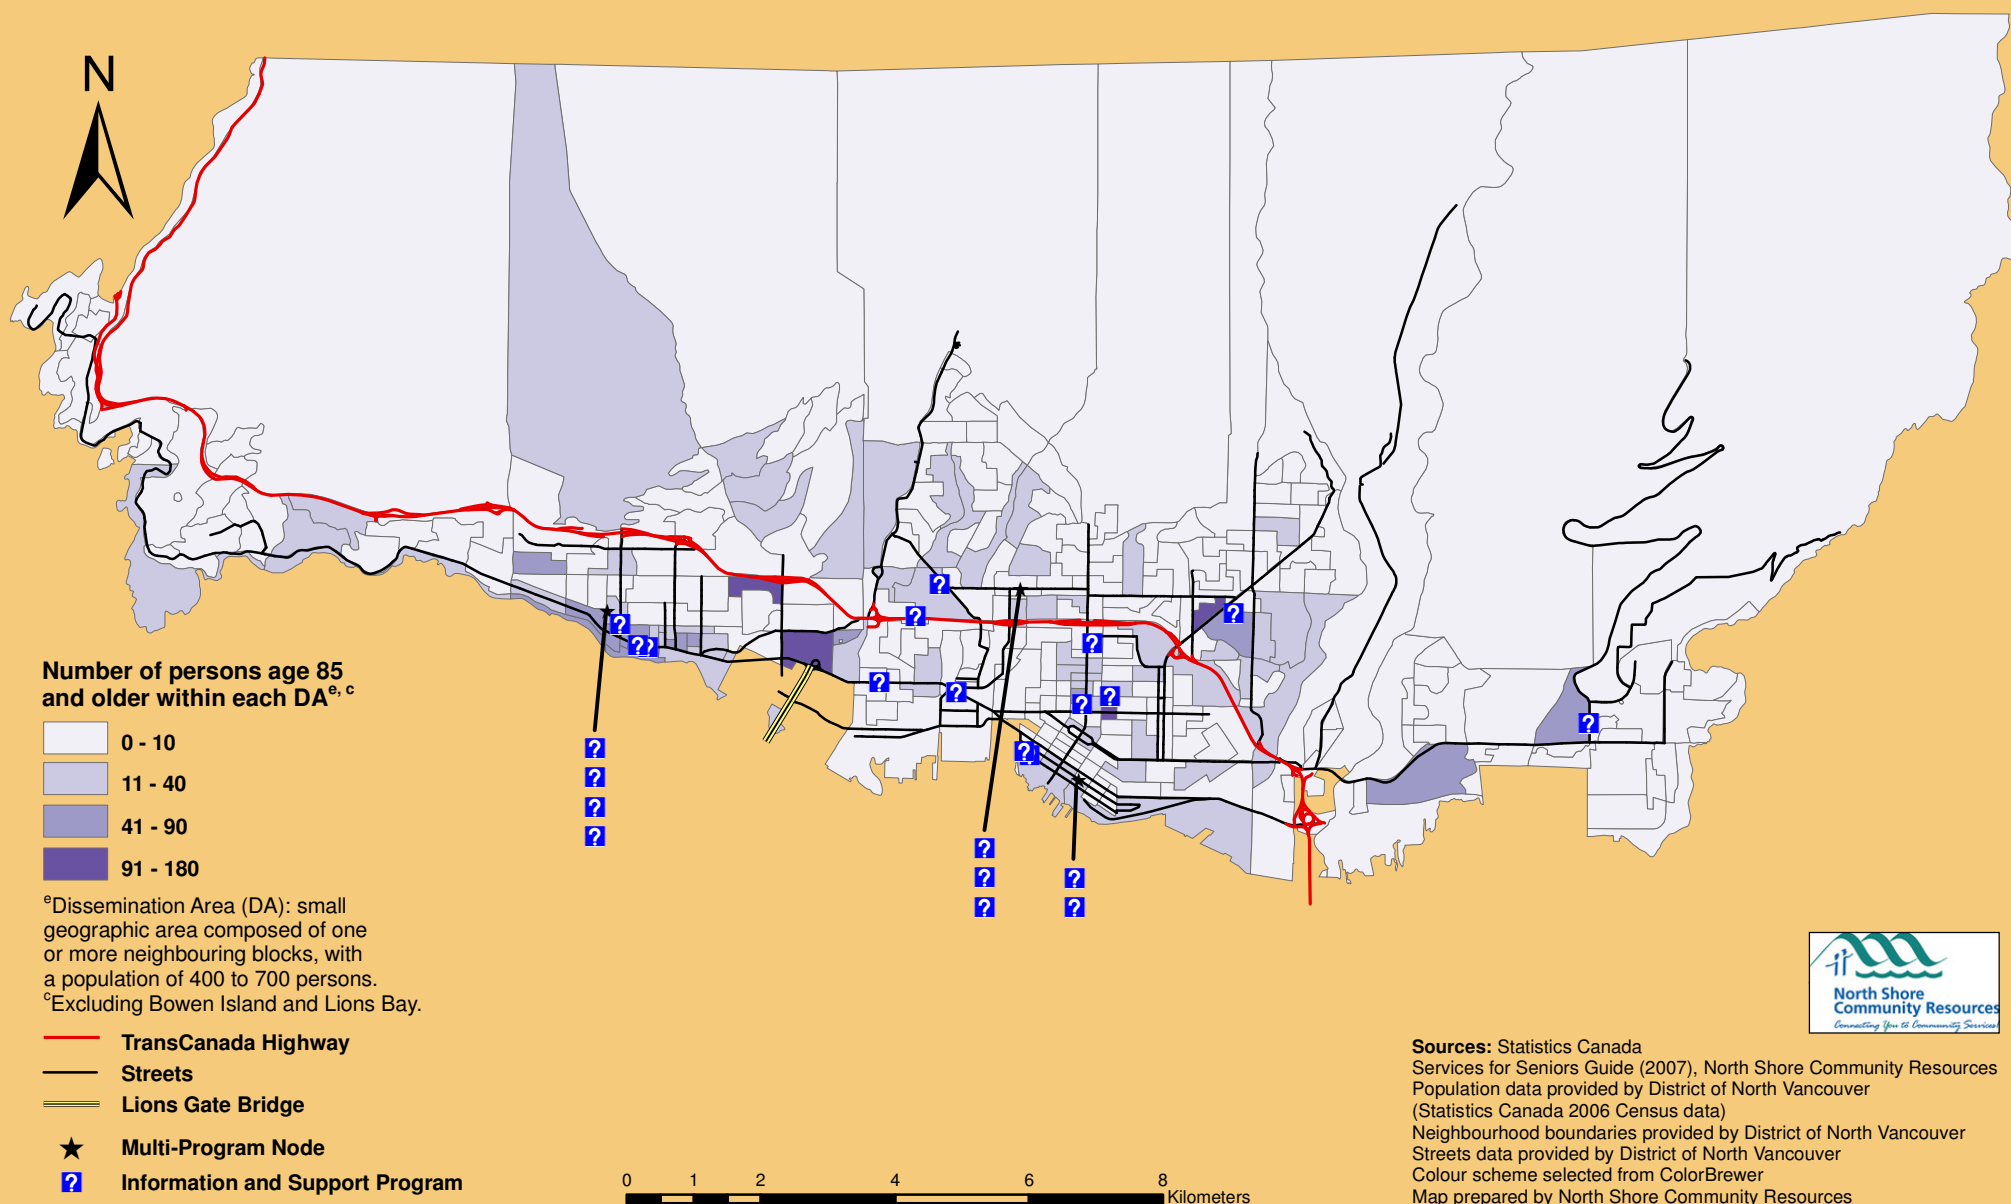 N
Number of persons age 85
and older within each DAe, c
0 - 10
11 - 40
41 - 90
91 - 180
eDissemination Area (DA): small
geographic area composed of one
or more neighbouring blocks, with
a population of 400 to 700 persons.
cExcluding Bowen Island and Lions Bay.
TransCanada Highway
Streets
Lions Gate Bridge
Multi-Program Node
? Information and Support Program
0 1 2 4 6 8
Kilometers
North Shore
Community Resources
Connecting You to Community Services!
Sources: Statistics Canada
Services for Seniors Guide (2007), North Shore Community Resources
Population data provided by District of North Vancouver
(Statistics Canada 2006 Census data)
Neighbourhood boundaries provided by District of North Vancouver
Streets data provided by District of North Vancouver
Colour scheme selected from ColorBrewer
Map prepared by North Shore Community Resources